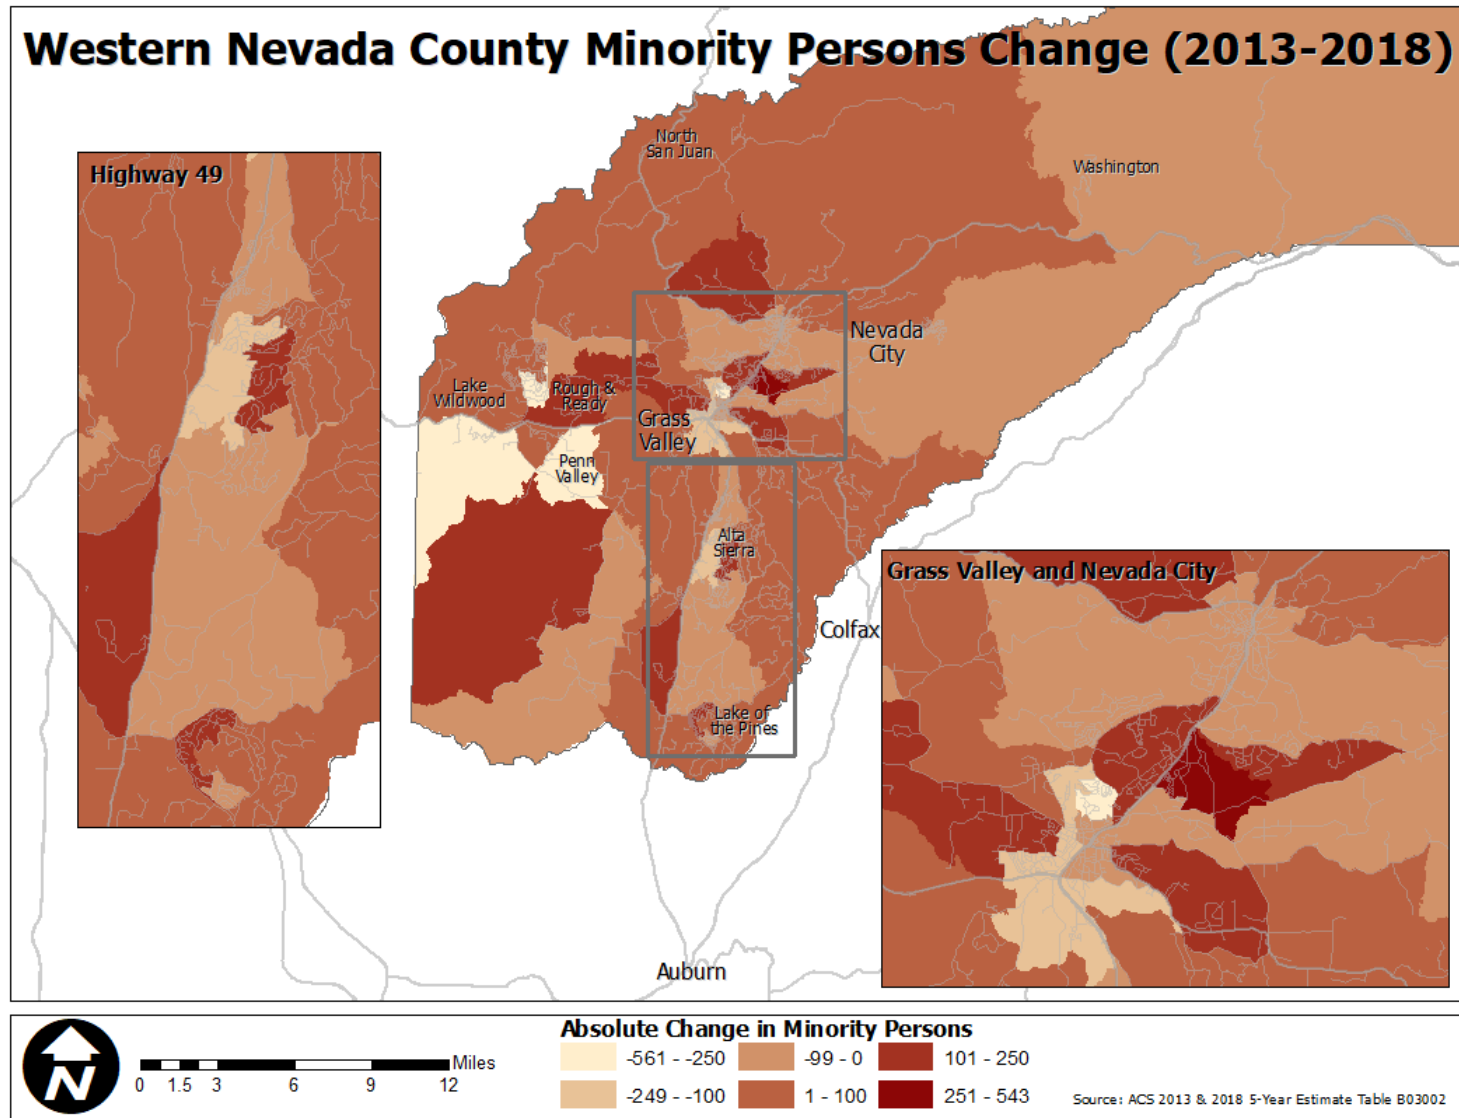 Western Nevada County Minority Persons Change (2013-2018)
North
San Juan
Washington
Highway 49
Nevada
City
Lake
Wildwood
Rough &
Ready
Grass
Valley
Penn
Valley
Alta
Sierra
Grass Valley and Nevada City
Colfax
Lake of
the Pines
Auburn
N
Miles
0 1.5 3 6 9 12
Absolute Change in Minority Persons
-561 - -250
-99 - 0
101 - 250
-249 - -100
1 - 100
251 - 543
Source: ACS 2013 & 2018 5-Year Estimate Table B03002